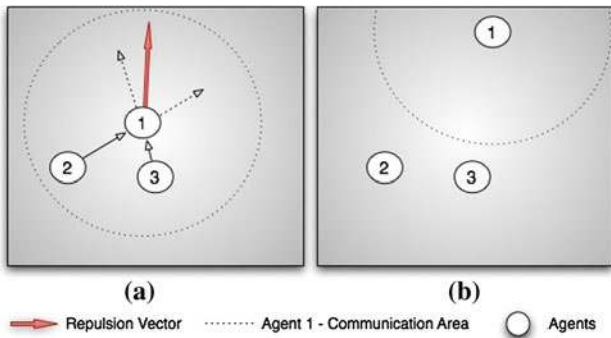 1
1
2
3
2
3
(a)
(b)
Repulsion Vector
Agent 1 - Communication Area
Agents